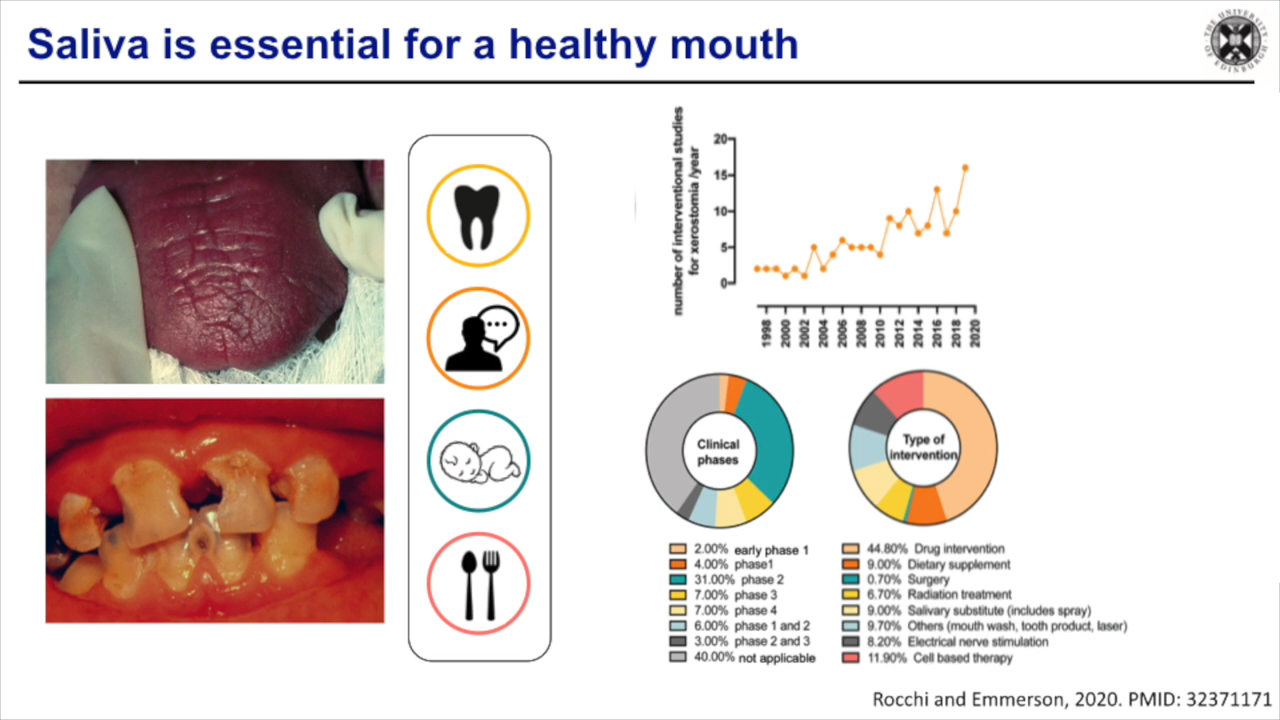 Saliva is essential for a healthy mouth
THE UNIVERSITY OF EDINBURGH
number of interventional studies
for xerostomia /year
20
15
10
5
0
1998
2000
2002
2004
2006
2008
2010
2012
2014
2016
2018
2020
Clinical
phases
Type of
intervention
2.00% early phase 1
4.00% phase1
31.00% phase 2
7.00% phase 3
7.00% phase 4
6.00% phase 1 and 2
3.00% phase 2 and 3
40.00% not applicable
44.80% Drug intervention
9.00% Dietary supplement
0.70% Surgery
6.70% Radiation treatment
9.00% Salivary substitute (includes spray)
9.70% Others (mouth wash, tooth product, laser)
8.20% Electrical nerve stimulation
11.90% Cell based therapy
Rocchi and Emmerson, 2020. PMID: 32371171